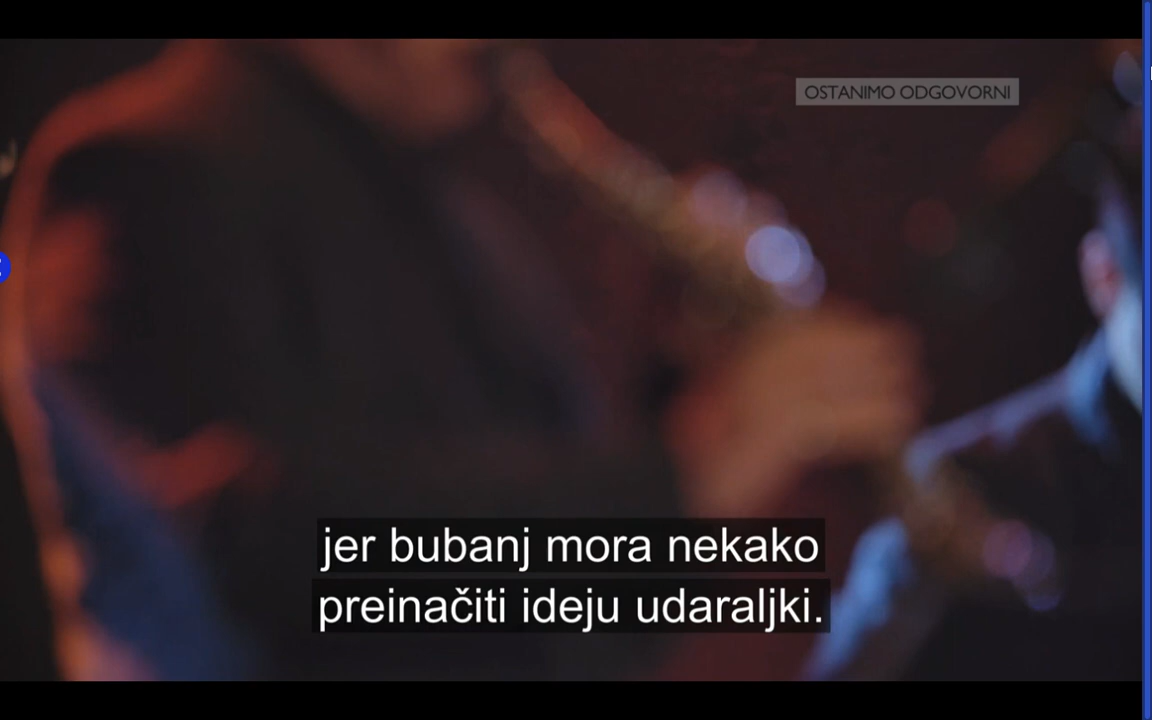 OSTANIMO ODGOVORNI
jer bubanj mora nekako
preinačiti ideju udaraljki.